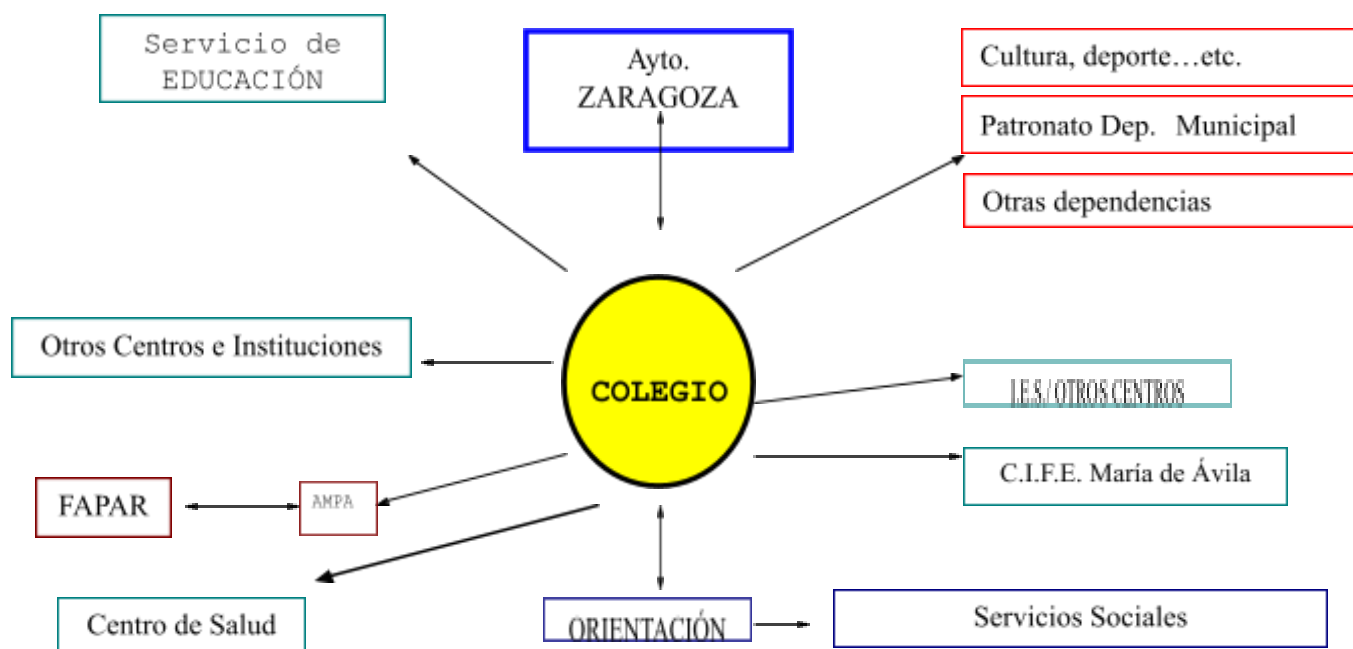 Servicio de
EDUCACIÓN
Ayto.
ZARAGOZA
Cultura, deporte…etc.
Patronato Dep. Municipal
Otras dependencias
Otros Centros e Instituciones
COLEGIO
I.E.S./ OTROS CENTROS
C.I.F.E. María de Ávila
FAPAR
AMPA
Centro de Salud
ORIENTACIÓN
Servicios Sociales